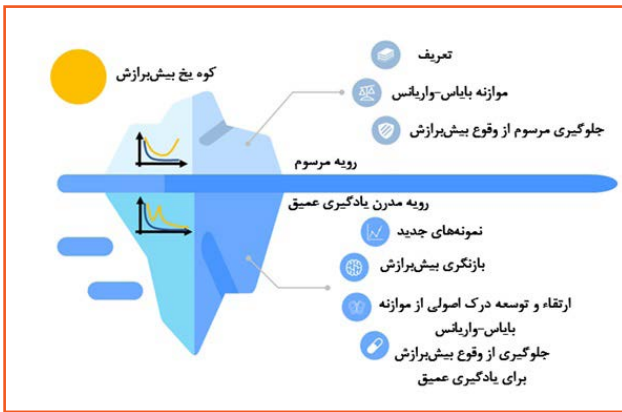 کوه یخ بیش‌برازش
تعریف
موازنه بایاس-واریانس
جلوگیری مرسوم از وقوع بیش‌برازش
رویه مرسوم
رویه مدرن یادگیری عمیق
نمونه‌های جدید
بازنگری بیش‌برازش
ارتقاء و توسعه درک اصولی از موازنه
بایاس-واریانس
جلوگیری از وقوع بیش‌برازش
برای یادگیری عمیق